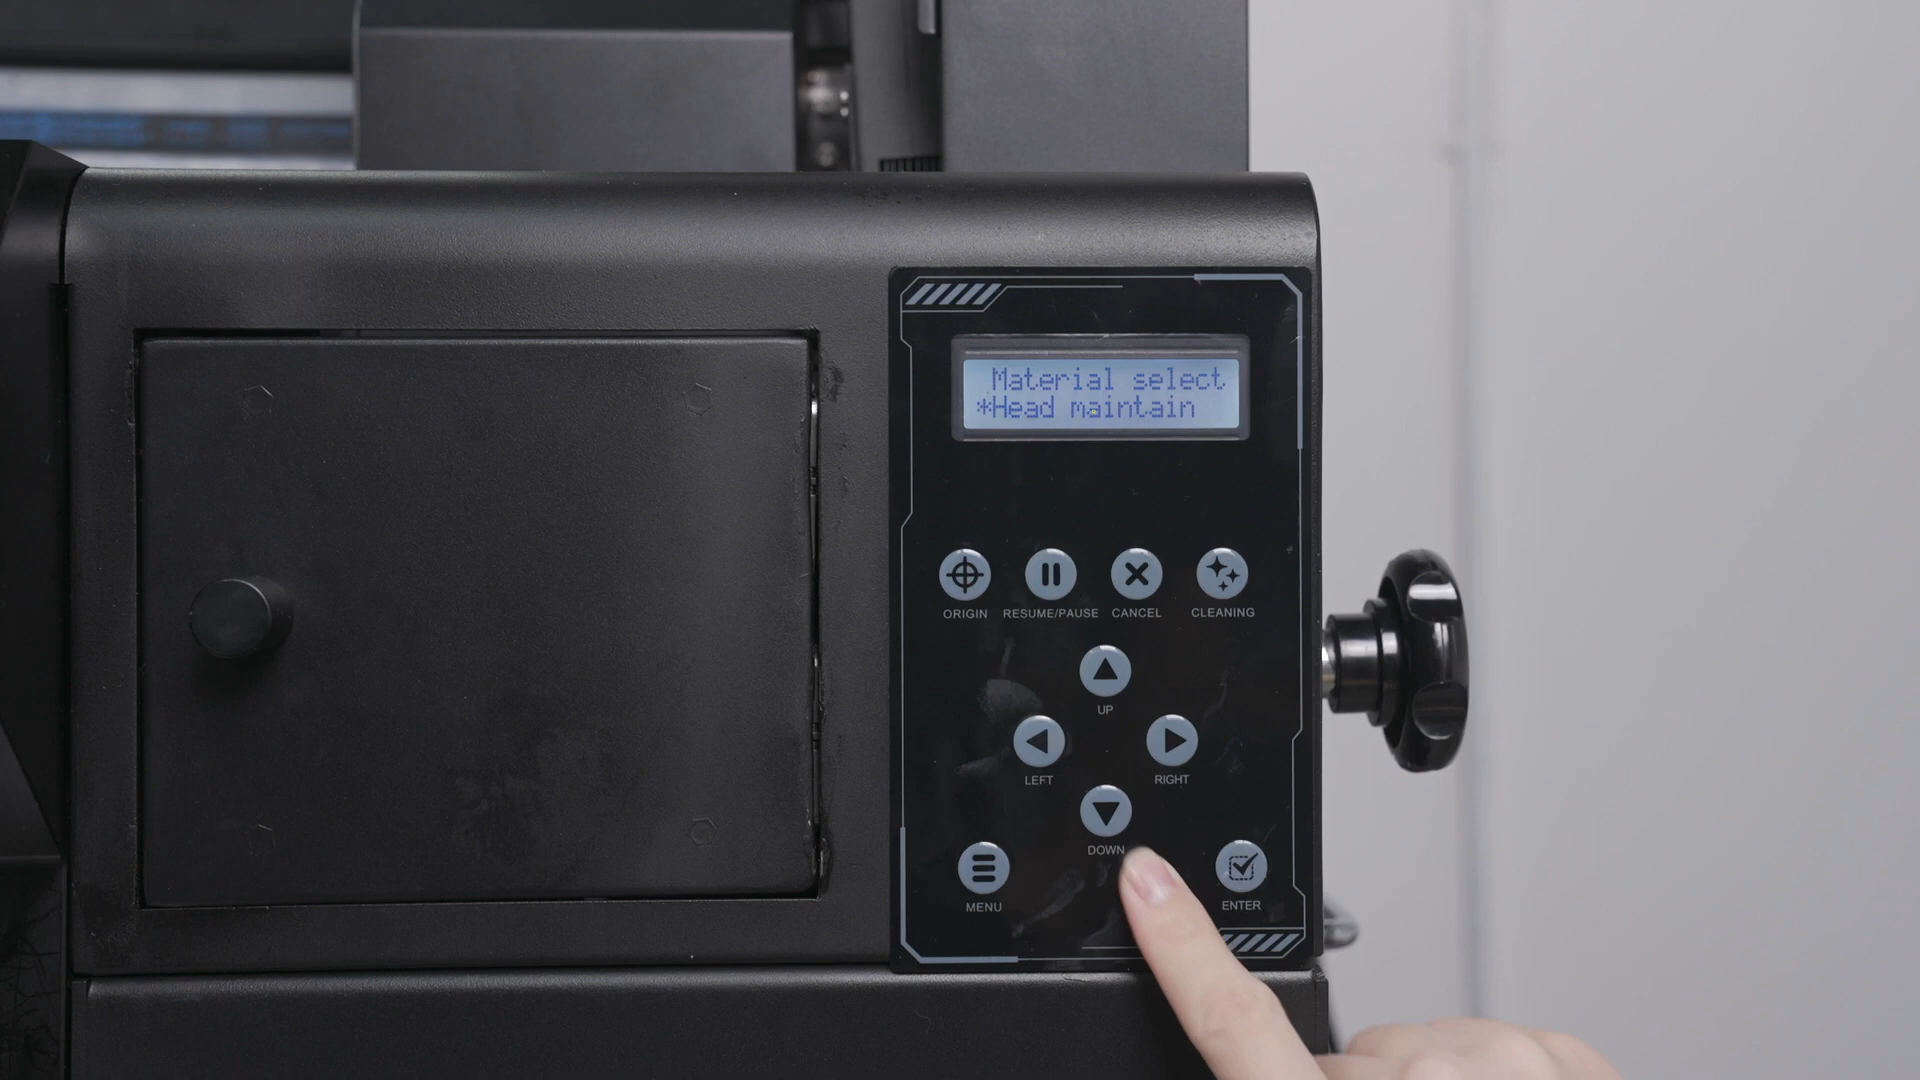 Material select
*Head maintain
ORIGIN RESUME/PAUSE CANCEL CLEANING
UP
LEFT RIGHT
DOWN
MENU ENTER